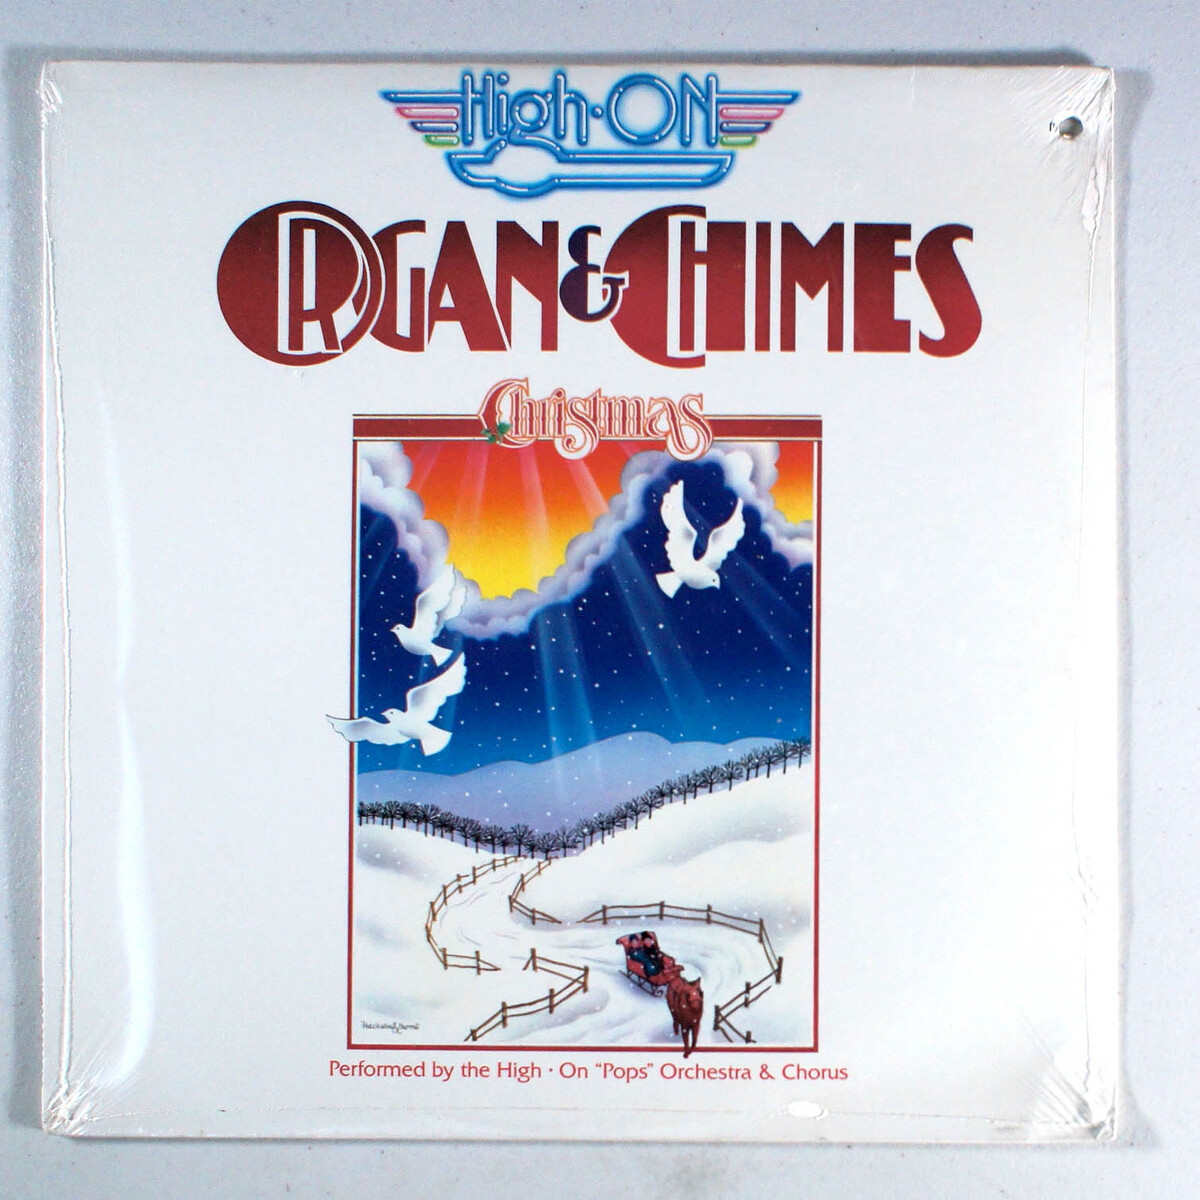 High·ON
ORGAN & CHIMES
Christmas
Performed by the High · On “Pops” Orchestra & Chorus